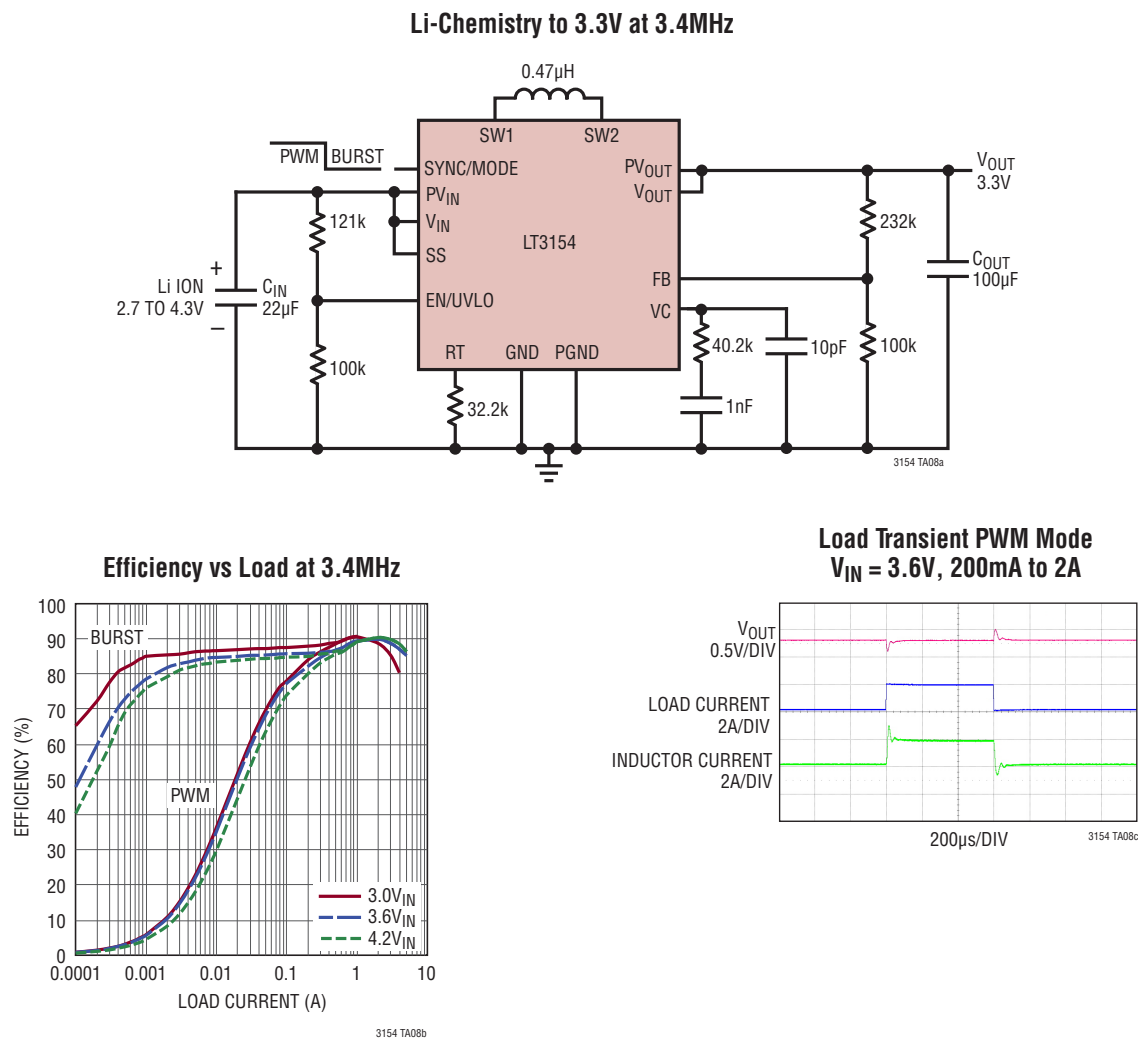 Li-Chemistry to 3.3V at 3.4MHz
0.47µH
SW1
SW2
PWM
BURST
SYNC/MODE
PVIN
VIN
SS
EN/UVLO
RT
GND
PGND
LT3154
PVOUT
VOUT
FB
VC
VOUT
3.3V
121k
100k
+
Li ION
2.7 TO 4.3V
–
CIN
22µF
32.2k
40.2k
1nF
10pF
232k
100k
COUT
100µF
3154 TA08a
Efficiency vs Load at 3.4MHz
EFFICIENCY (%)
100
90
80
70
60
50
40
30
20
10
0
BURST
PWM
3.0VIN
3.6VIN
4.2VIN
0.0001
0.001
0.01
0.1
1
10
LOAD CURRENT (A)
3154 TA08b
Load Transient PWM Mode
VIN = 3.6V, 200mA to 2A
VOUT
0.5V/DIV
LOAD CURRENT
2A/DIV
INDUCTOR CURRENT
2A/DIV
200µs/DIV
3154 TA08c